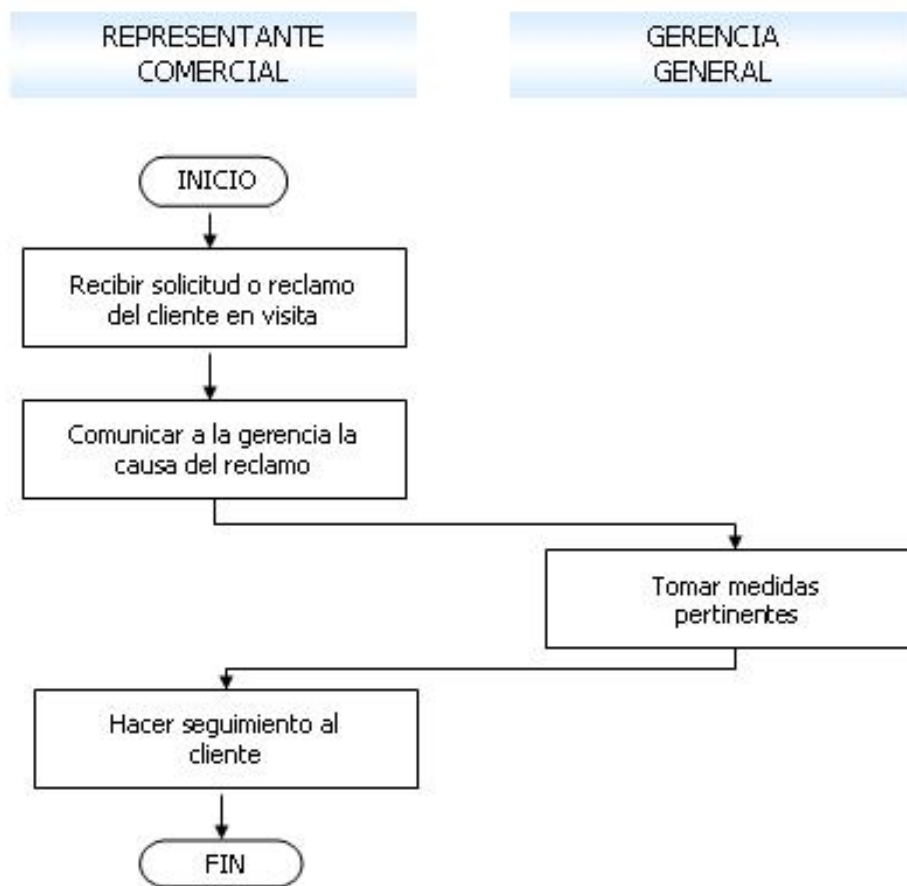 REPRESENTANTE
COMERCIAL
GERENCIA
GENERAL
INICIO
Recibir solicitud o reclamo
del cliente en visita
Comunicar a la gerencia la
causa del reclamo
Tomar medidas
pertinentes
Hacer seguimiento al
cliente
FIN